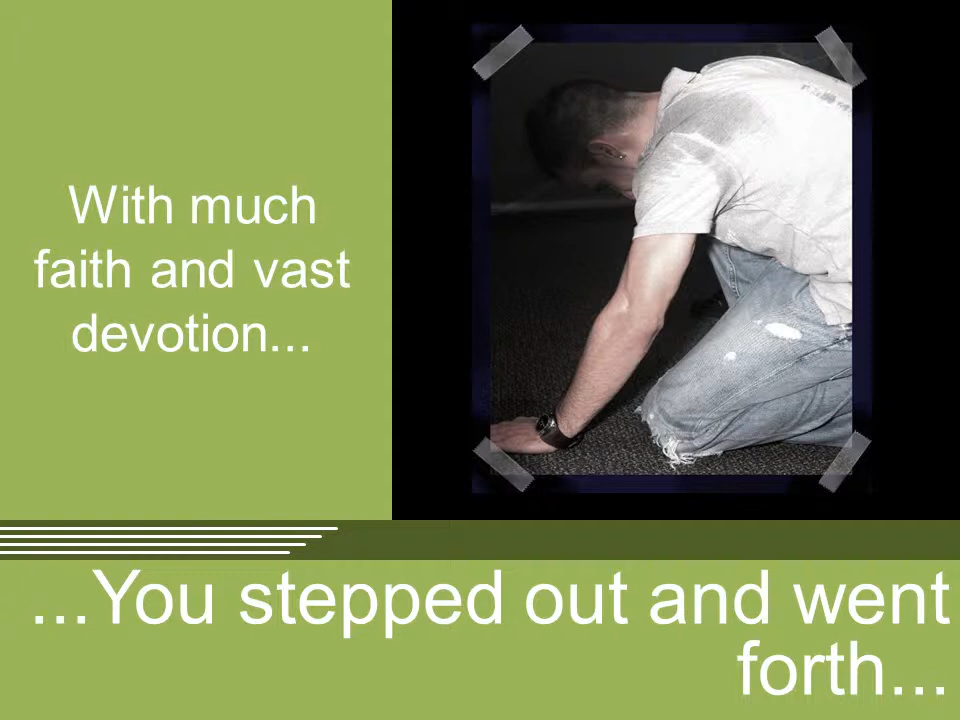 With much
faith and vast
devotion...
...You stepped out and went
forth...